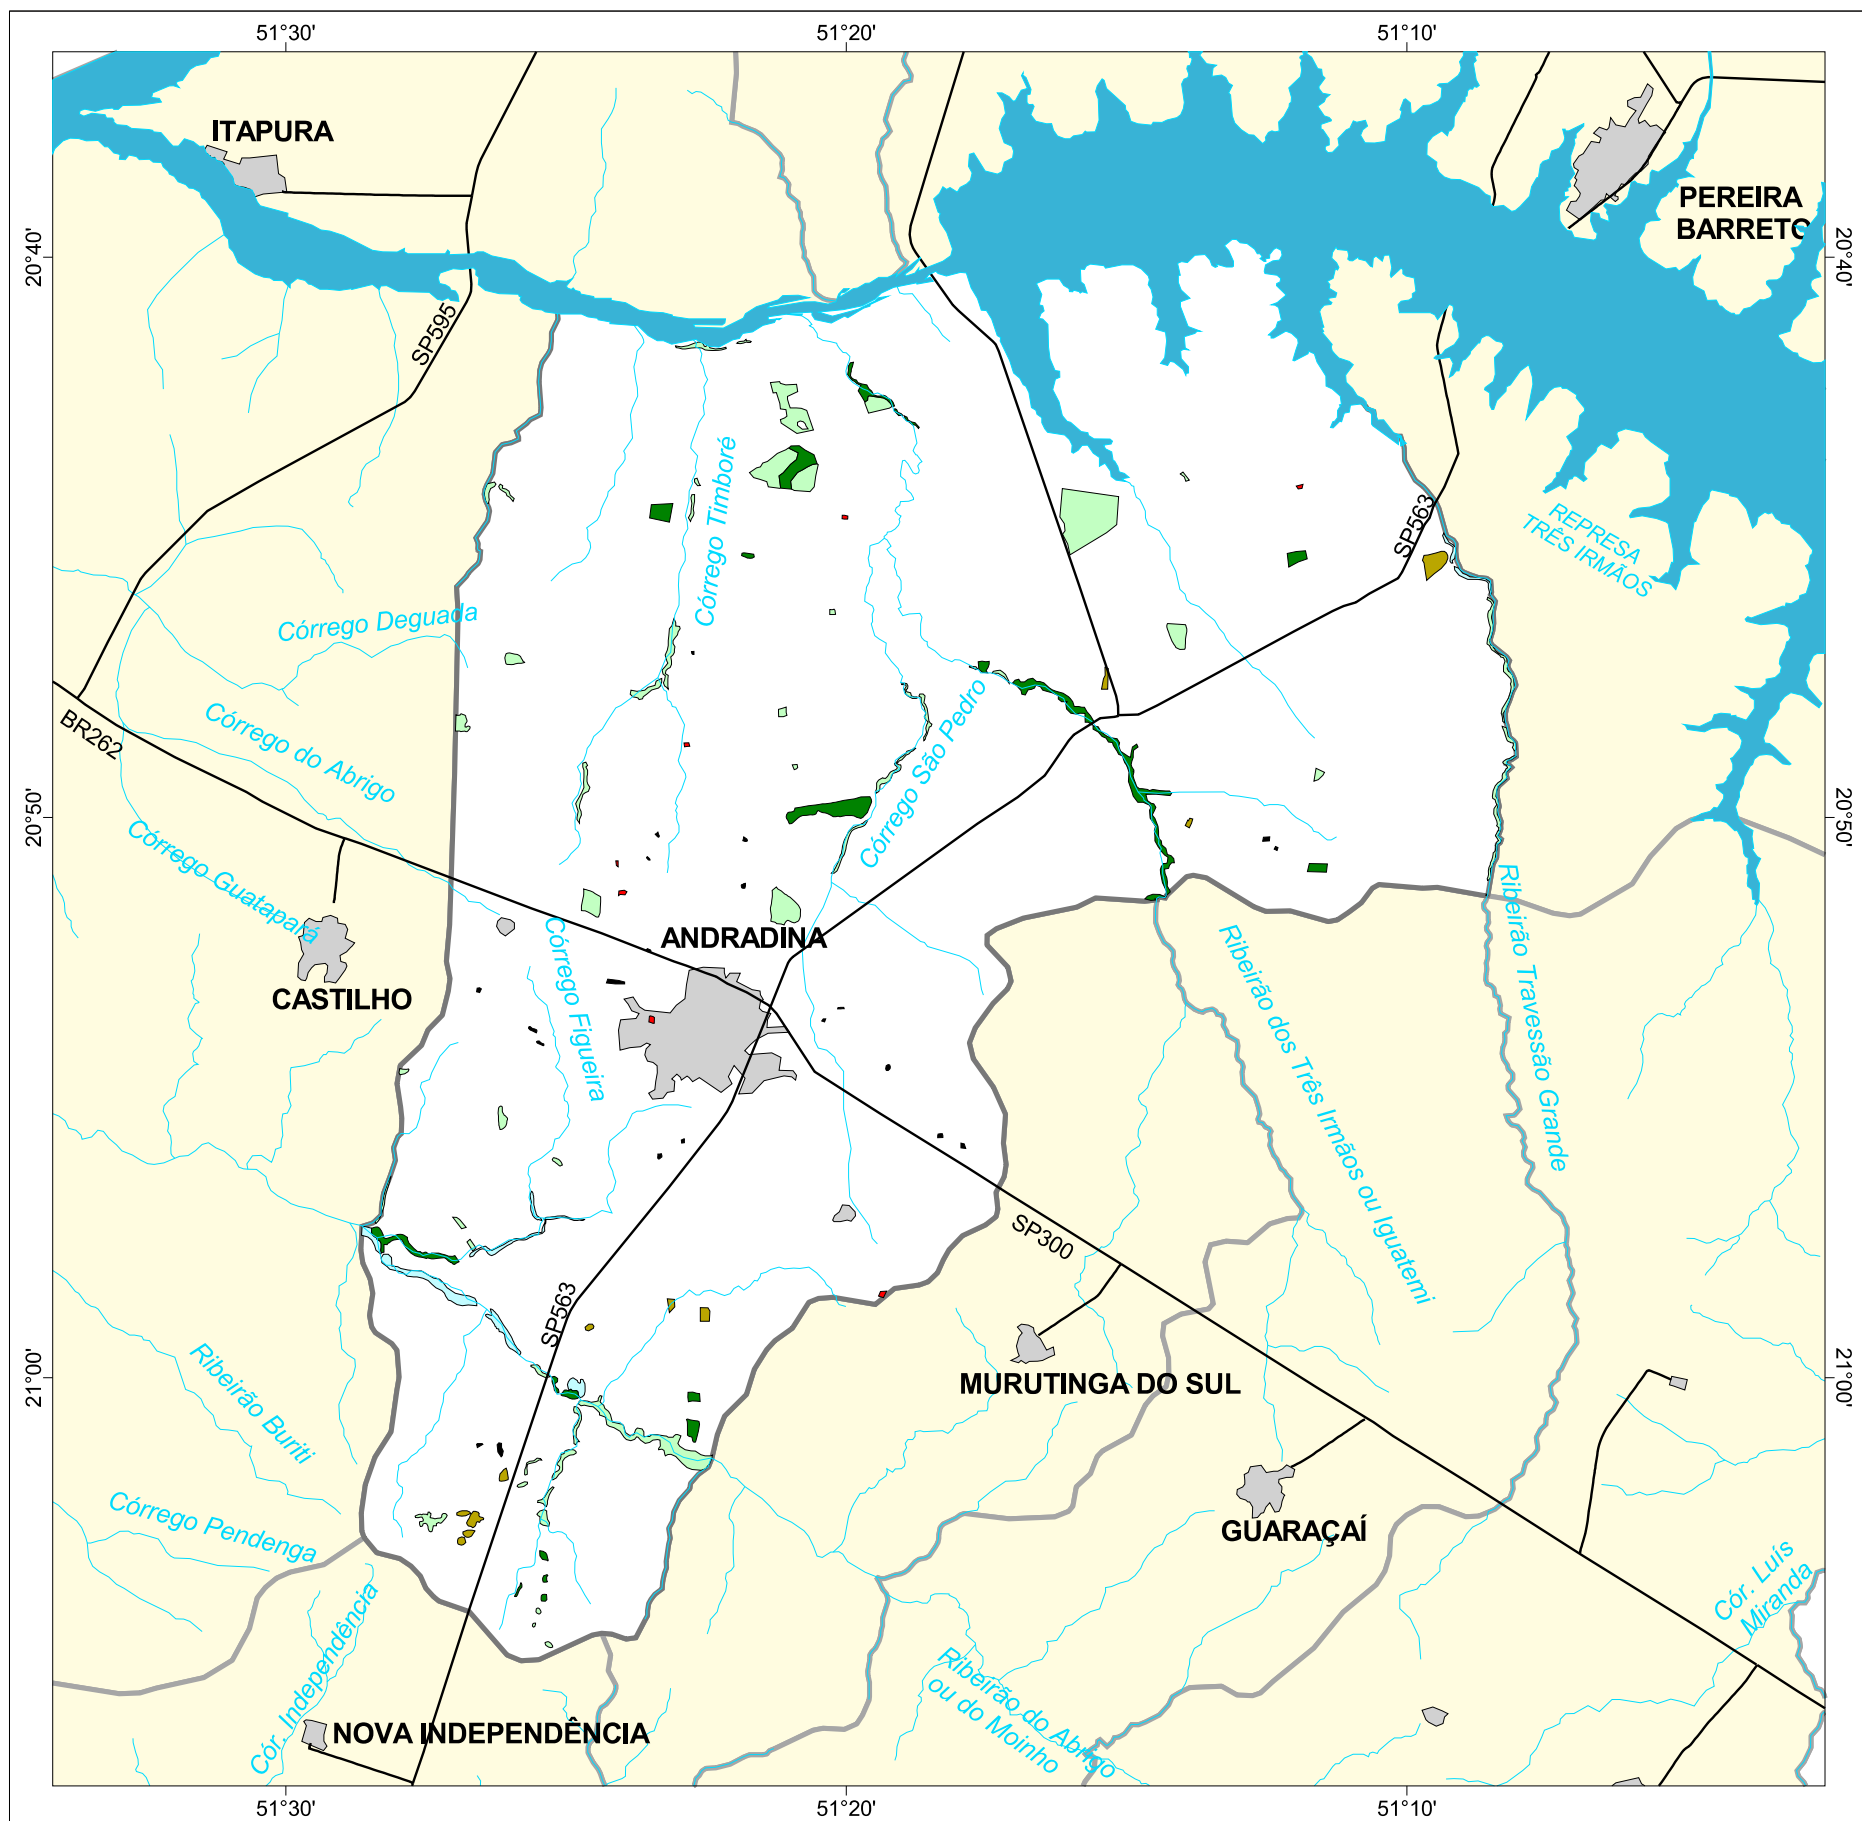 51°30'
51°20'
51°10'
ITAPURA
PEREIRA
BARRETO
20°40'
20°40'
SP595
Córrego Timboré
SP563
REPRESA
TRÊS IRMÃOS
Córrego Deguada
BR262
Córrego do Abrigo
Córrego São Pedro
20°50'
20°50'
Córrego Guatapará
Ribeirão Travessão Grande
ANDRADINA
Córrego Figueira
CASTILHO
Ribeirão dos Três Irmãos ou Iguatemi
SP300
SP563
21°00'
21°00'
Ribeirão Buriti
MURUTINGA DO SUL
Córrego Pendenga
GUARAÇAÍ
Cór. Luís
Miranda
Cór. Independência
Ribeirão do Abrigo
ou do Moinho
NOVA INDEPENDÊNCIA
51°30'
51°20'
51°10'